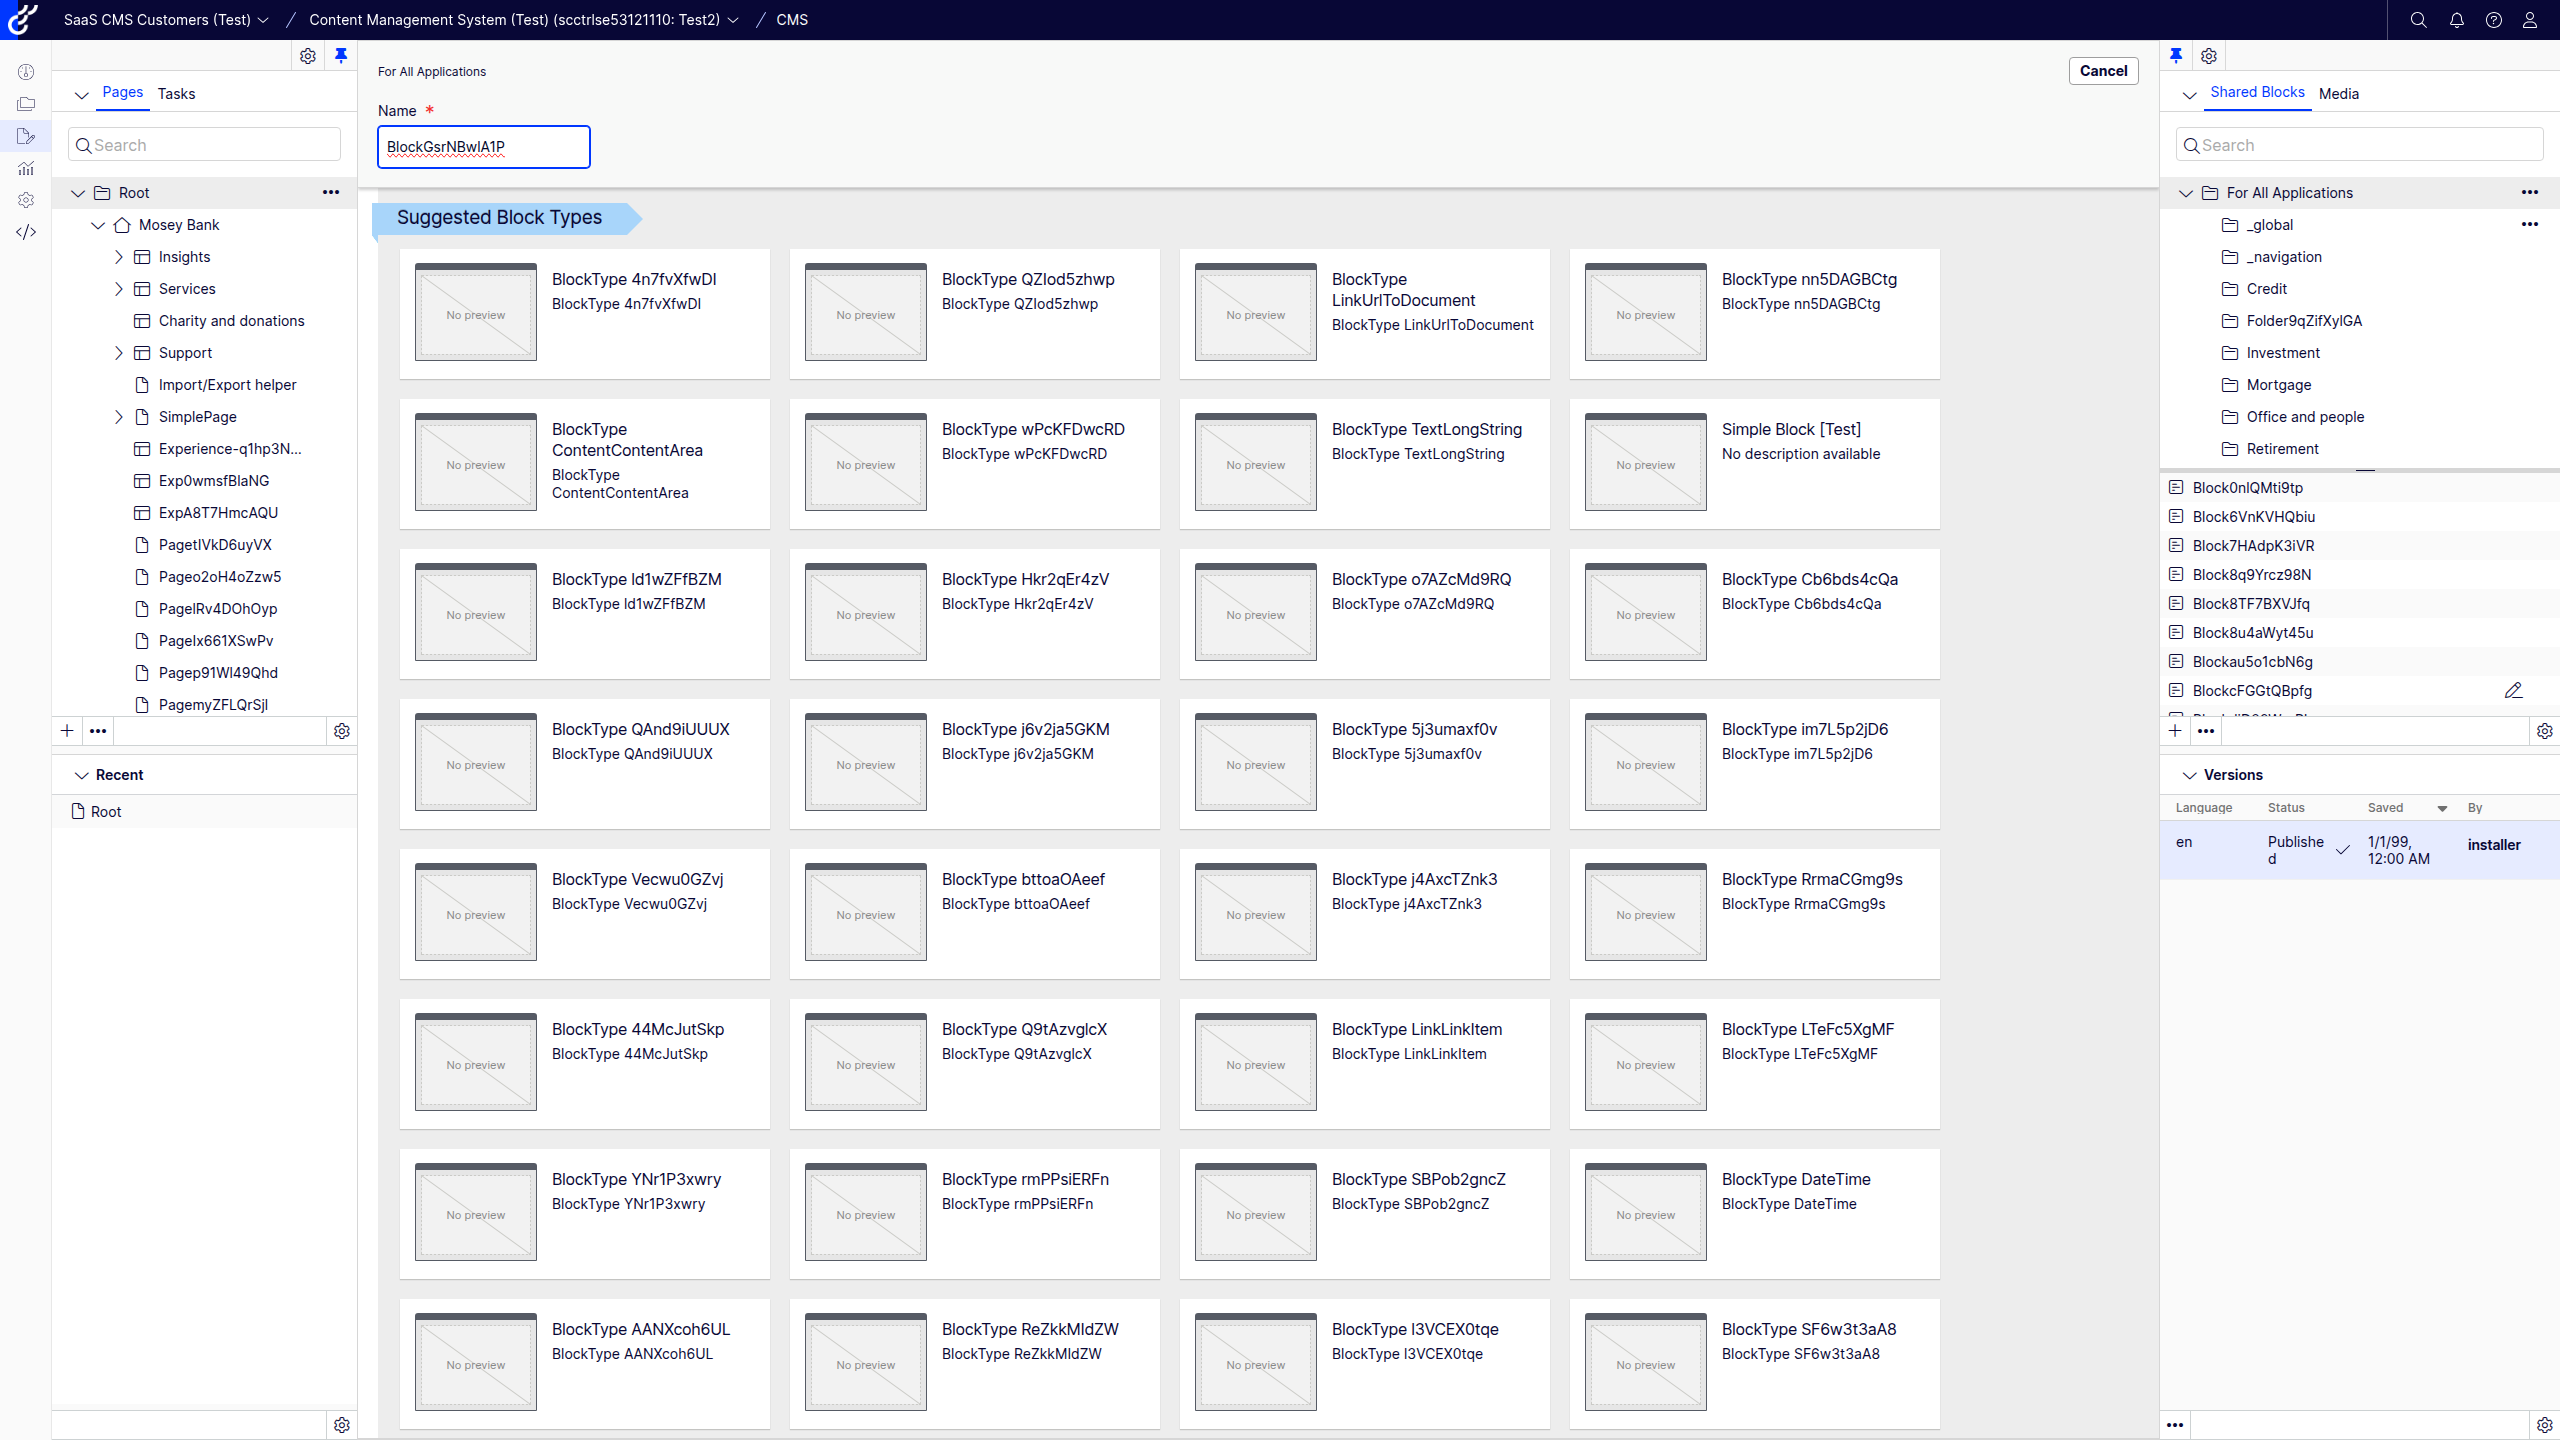 SaaS CMS Customers (Test) / Content Management System (Test) (scctrlse53121110: Test2) / CMS
Pages Tasks
Search
Root
Mosey Bank
Insights
Services
Charity and donations
Support
Import/Export helper
SimplePage
Experience-q1hp3N...
Exp0wmsfBlaNG
ExpA8T7HmcAQU
PagetIVkD6uyVX
Pageo2oH4oZzw5
PagelRv4DOhOyp
PageIx661XSwPv
Pagep91Wl49Qhd
PagemyZFLQrSjl
Recent
Root
For All Applications
Cancel
Name *
BlockGsrNBwlA1P
Suggested Block Types
No preview
BlockType 4n7fvXfwDI
BlockType 4n7fvXfwDI
No preview
BlockType QZlod5zhwp
BlockType QZlod5zhwp
No preview
BlockType
LinkUrlToDocument
BlockType LinkUrlToDocument
No preview
BlockType nn5DAGBCtg
BlockType nn5DAGBCtg
No preview
BlockType
ContentContentArea
BlockType
ContentContentArea
No preview
BlockType wPcKFDwcRD
BlockType wPcKFDwcRD
No preview
BlockType TextLongString
BlockType TextLongString
No preview
Simple Block [Test]
No description available
No preview
BlockType ld1wZFfBZM
BlockType ld1wZFfBZM
No preview
BlockType Hkr2qEr4zV
BlockType Hkr2qEr4zV
No preview
BlockType o7AZcMd9RQ
BlockType o7AZcMd9RQ
No preview
BlockType Cb6bds4cQa
BlockType Cb6bds4cQa
No preview
BlockType QAnd9iUUUX
BlockType QAnd9iUUUX
No preview
BlockType j6v2ja5GKM
BlockType j6v2ja5GKM
No preview
BlockType 5j3umaxf0v
BlockType 5j3umaxf0v
No preview
BlockType im7L5p2jD6
BlockType im7L5p2jD6
No preview
BlockType Vecwu0GZvj
BlockType Vecwu0GZvj
No preview
BlockType bttoaOAeef
BlockType bttoaOAeef
No preview
BlockType j4AxcTZnk3
BlockType j4AxcTZnk3
No preview
BlockType RrmaCGmg9s
BlockType RrmaCGmg9s
No preview
BlockType 44McJutSkp
BlockType 44McJutSkp
No preview
BlockType Q9tAzvglcX
BlockType Q9tAzvglcX
No preview
BlockType LinkLinkItem
BlockType LinkLinkItem
No preview
BlockType LTeFc5XgMF
BlockType LTeFc5XgMF
No preview
BlockType YNr1P3xwry
BlockType YNr1P3xwry
No preview
BlockType rmPPsiERFn
BlockType rmPPsiERFn
No preview
BlockType SBPob2gncZ
BlockType SBPob2gncZ
No preview
BlockType DateTime
BlockType DateTime
No preview
BlockType AANXcoh6UL
BlockType AANXcoh6UL
No preview
BlockType ReZkkMIdZW
BlockType ReZkkMIdZW
No preview
BlockType I3VCEX0tqe
BlockType I3VCEX0tqe
No preview
BlockType SF6w3t3aA8
BlockType SF6w3t3aA8
Shared Blocks Media
Search
For All Applications
_global
_navigation
Credit
Folder9qZifXylGA
Investment
Mortgage
Office and people
Retirement
Block0nlQMti9tp
Block6VnKVHQbiu
Block7HAdpK3iVR
Block8q9Yrcz98N
Block8TF7BXVJfq
Block8u4aWyt45u
Blockau5o1cbN6g
BlockcFGGtQBpfg
Versions
Language Status Saved By
en Publishe
d 1/1/99,
12:00 AM installer